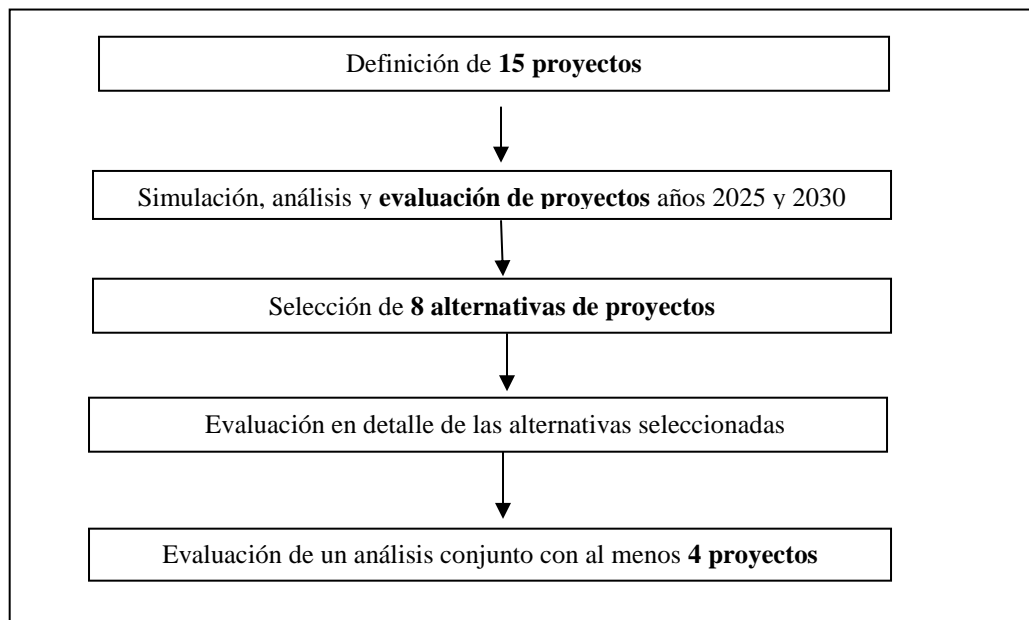 Definición de 15 proyectos
Simulación, análisis y evaluación de proyectos años 2025 y 2030
Selección de 8 alternativas de proyectos
Evaluación en detalle de las alternativas seleccionadas
Evaluación de un análisis conjunto con al menos 4 proyectos